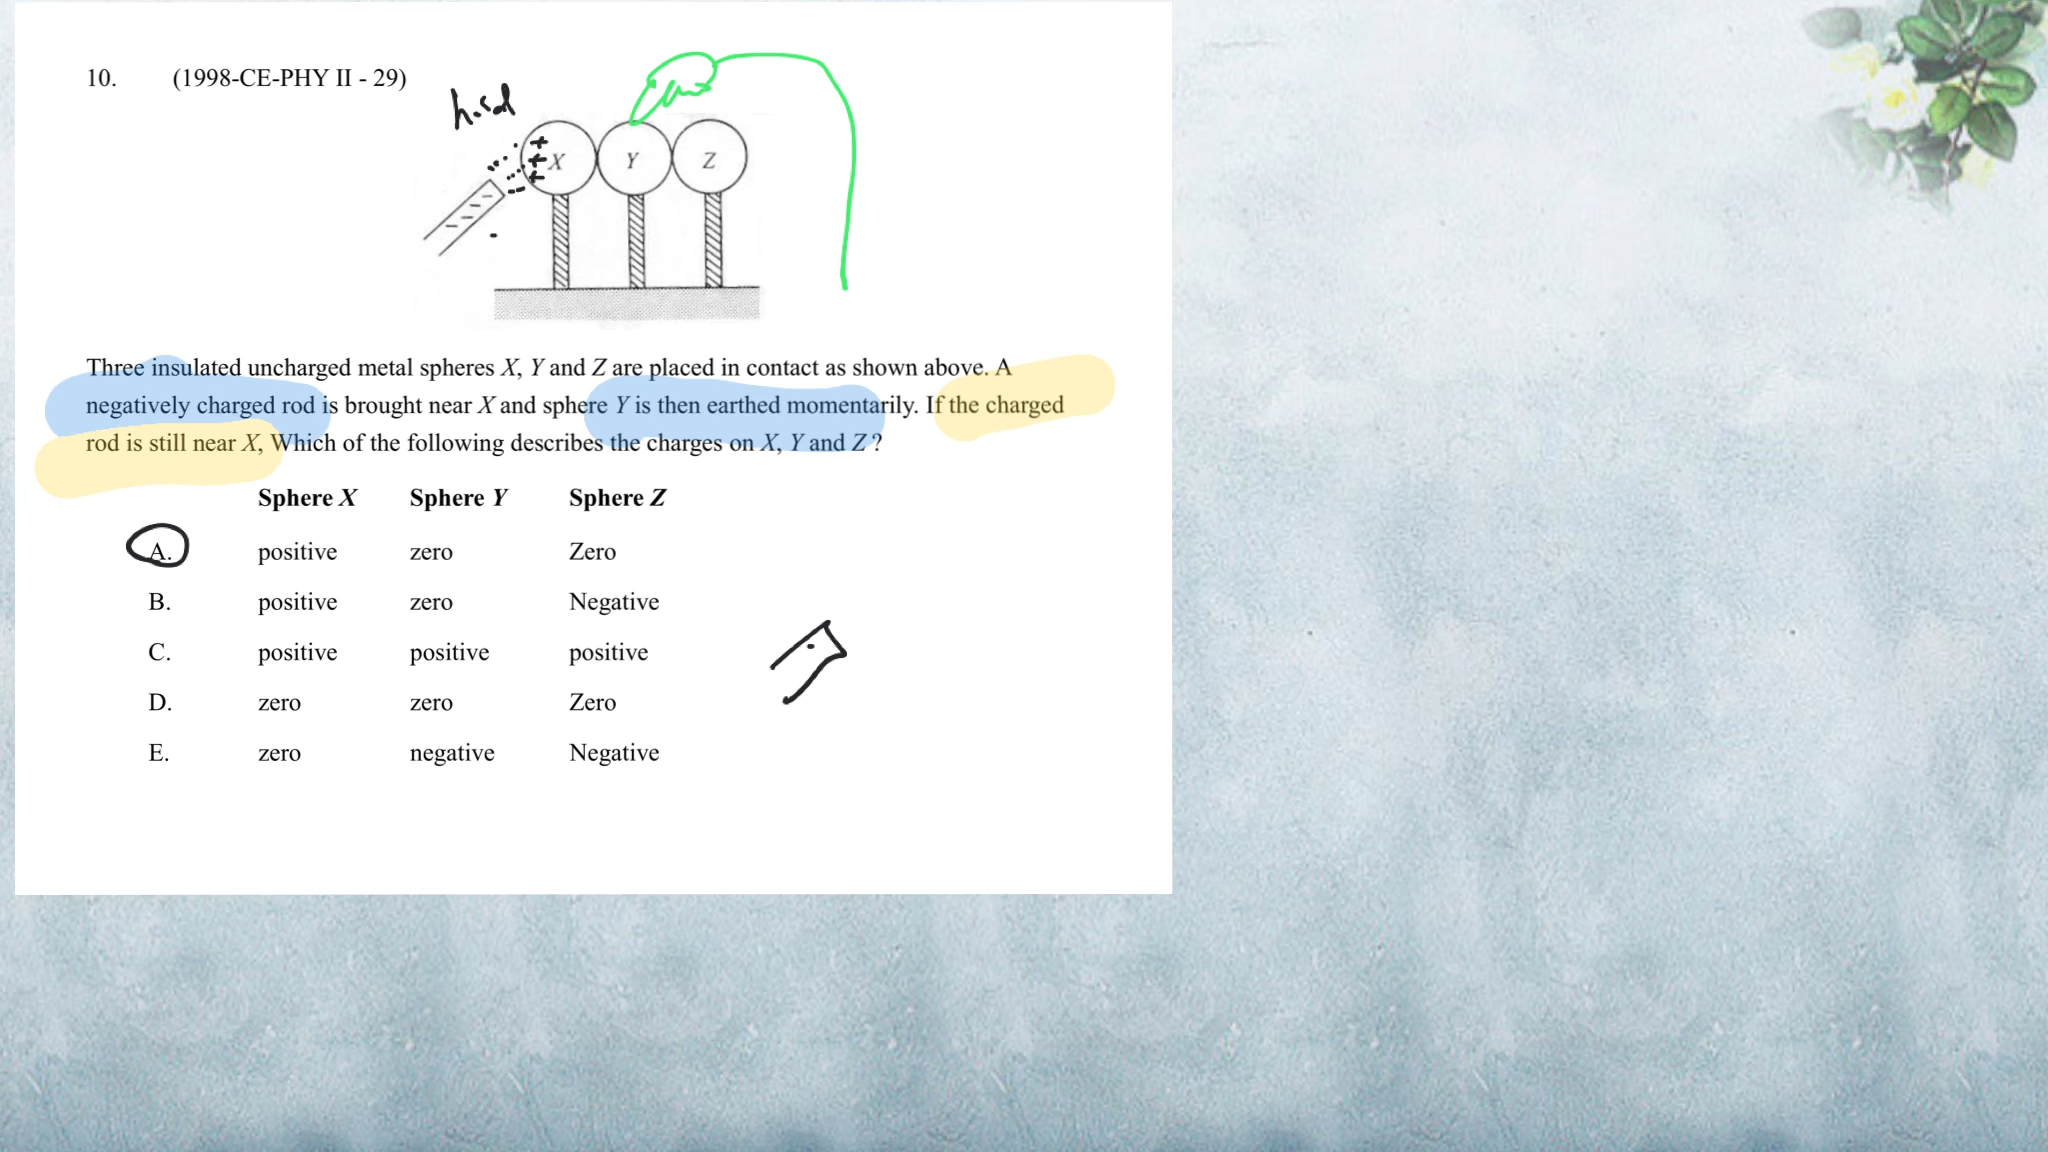 10. (1998-CE-PHY II - 29)
X Y Z
Three insulated uncharged metal spheres X, Y and Z are placed in contact as shown above. A
negatively charged rod is brought near X and sphere Y is then earthed momentarily. If the charged
rod is still near X, Which of the following describes the charges on X, Y and Z ?
Sphere X Sphere Y Sphere Z
A. positive zero Zero
B. positive zero Negative
C. positive positive positive
D. zero zero Zero
E. zero negative Negative